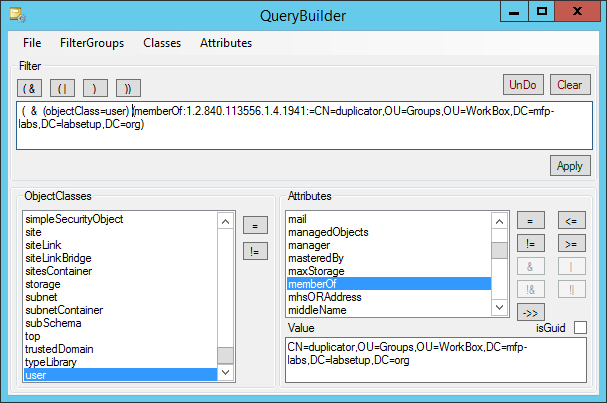 QueryBuilder
File FilterGroups Classes Attributes
Filter
( & ( | ) )) UnDo Clear
( & (objectClass=user) (memberOf:1.2.840.113556.1.4.1941:=CN=duplicator,OU=Groups,OU=WorkBox,DC=mfp-
labs,DC=labsetup,DC=org)
Apply
ObjectClasses
simpleSecurityObject
site
siteLink
siteLinkBridge
sitesContainer
storage
subnet
subnetContainer
subSchema
top
trustedDomain
typeLibrary
user
=
!=
Attributes
mail
managedObjects
manager
masteredBy
maxStorage
memberOf
mhsORAddress
middleName
= <=
!= >=
& |
!& !|
->>
Value isGuid
CN=duplicator,OU=Groups,OU=WorkBox,DC=mfp-
labs,DC=labsetup,DC=org